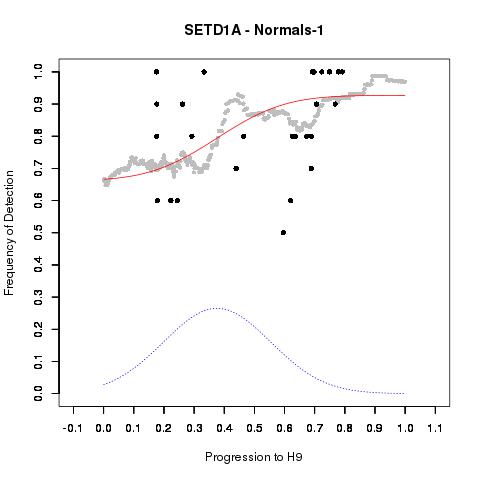 SETD1A - Normals-1
Frequency of Detection
1.0
0.9
0.8
0.7
0.6
0.5
0.4
0.3
0.2
0.1
0.0
-0.1 0.0 0.1 0.2 0.3 0.4 0.5 0.6 0.7 0.8 0.9 1.0 1.1
Progression to H9